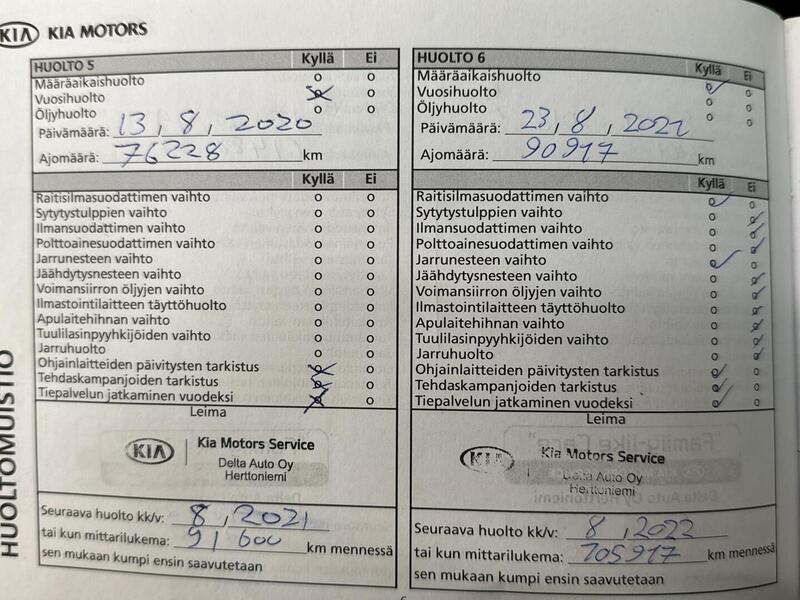 KIA KIA MOTORS
HUOLTO 5 Kyllä Ei
Määräaikaishuolto o o
Vuosihuolto o o
Öljyhuolto o o
Päivämäärä: 13, 8, 2020
Ajomäärä: 76228 km
Kyllä Ei
Raitisilmasuodattimen vaihto o o
Sytytystulppien vaihto o o
Ilmansuodattimen vaihto o o
Polttoainesuodattimen vaihto o o
Jarrunesteen vaihto o o
Jäähdytysnesteen vaihto o o
Voimansiirron öljyjen vaihto o o
Ilmastointilaitteen täyttöhuolto o o
Apulaitehihnan vaihto o o
Tuulilasinpyyhkijöiden vaihto o o
Jarruhuolto o o
Ohjainlaitteiden päivitysten tarkistus o o
Tehdaskampanjoiden tarkistus o o
Tiepalvelun jatkaminen vuodeksi o o
Leima
KIA Kia Motors Service
Delta Auto Oy
Herttoniemi
Seuraava huolto kk/v: 8, 2021
tai kun mittarilukema: 91600 km mennessä
sen mukaan kumpi ensin saavutetaan
HUOLTO 6 Kyllä Ei
Määräaikaishuolto o o
Vuosihuolto o o
Öljyhuolto o o
Päivämäärä: 23, 8, 2021
Ajomäärä: 90917 km
Kyllä Ei
Raitisilmasuodattimen vaihto o o
Sytytystulppien vaihto o o
Ilmansuodattimen vaihto o o
Polttoainesuodattimen vaihto o o
Jarrunesteen vaihto o o
Jäähdytysnesteen vaihto o o
Voimansiirron öljyjen vaihto o o
Ilmastointilaitteen täyttöhuolto o o
Apulaitehihnan vaihto o o
Tuulilasinpyyhkijöiden vaihto o o
Jarruhuolto o o
Ohjainlaitteiden päivitysten tarkistus o o
Tehdaskampanjoiden tarkistus o o
Tiepalvelun jatkaminen vuodeksi o o
Leima
KIA Kia Motors Service
Delta Auto Oy
Herttoniemi
Seuraava huolto kk/v: 8, 2022
tai kun mittarilukema: 105917 km mennessä
sen mukaan kumpi ensin saavutetaan
HUOLTOMUISTIO